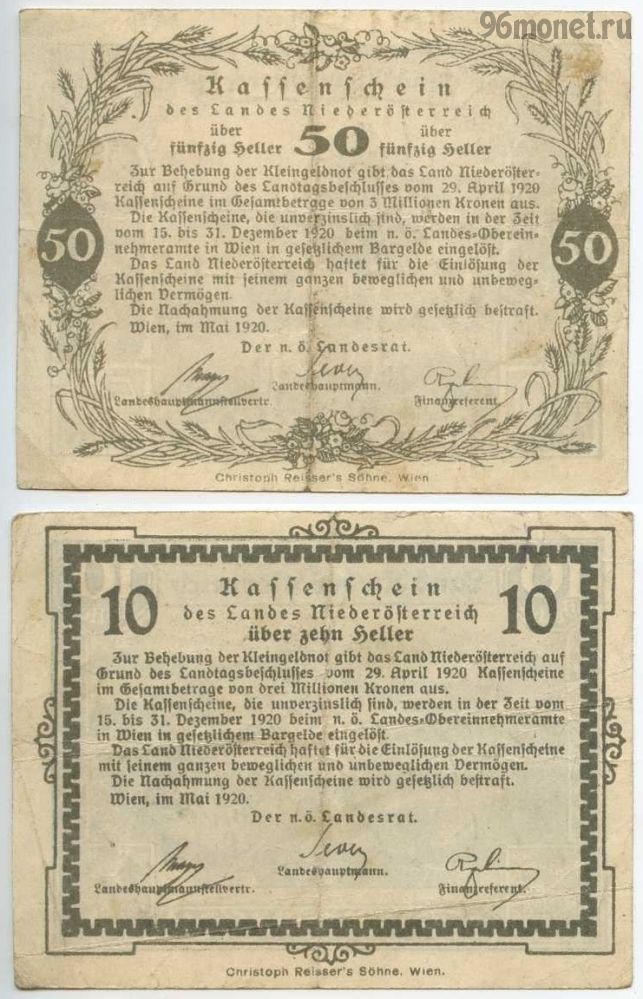 96monet.ru
Kassenschein
des Landes Niederösterreich
über 50 über
fünfzig Heller fünfzig Heller
Zur Behebung der Kleingeldnot gibt das Land Niederöster-
reich auf Grund des Landtagsbeschlusses vom 29. April 1920
Kassenscheine im Gesamtbetrage von 3 Millionen Kronen aus.
Die Kassenscheine, die unverzinslich sind, werden in der Zeit
vom 15. bis 31. Dezember 1920 beim n. ö. Landes-Oberein-
50 nehmeramte in Wien in gesetzlichem Bargelde eingelöst. 50
Das Land Niederösterreich haftet für die Einlösung der
Kassenscheine mit seinem ganzen beweglichen und unbeweg-
lichen Vermögen.
Die Nachahmung der Kassenscheine wird gesetzlich bestraft.
Wien, im Mai 1920.
Der n. ö. Landesrat.
Landeshauptmannstellvertr. Landeshauptmann. Finanzreferent.
Christoph Reisser's Söhne, Wien
10 Kassenschein 10
des Landes Niederösterreich
über zehn Heller
Zur Behebung der Kleingeldnot gibt das Land Niederösterreich auf
Grund des Landtagsbeschlusses vom 29. April 1920 Kassenscheine
im Gesamtbetrage von drei Millionen Kronen aus.
Die Kassenscheine, die unverzinslich sind, werden in der Zeit vom
15. bis 31. Dezember 1920 beim n. ö. Landes-Obereinnehmeramte
in Wien in gesetzlichem Bargelde eingelöst.
Das Land Niederösterreich haftet für die Einlösung der Kassenscheine
mit seinem ganzen beweglichen und unbeweglichen Vermögen.
Die Nachahmung der Kassenscheine wird gesetzlich bestraft.
Wien, im Mai 1920.
Der n. ö. Landesrat.
Landeshauptmannstellvertr. Landeshauptmann. Finanzreferent.
Christoph Reisser's Söhne, Wien.